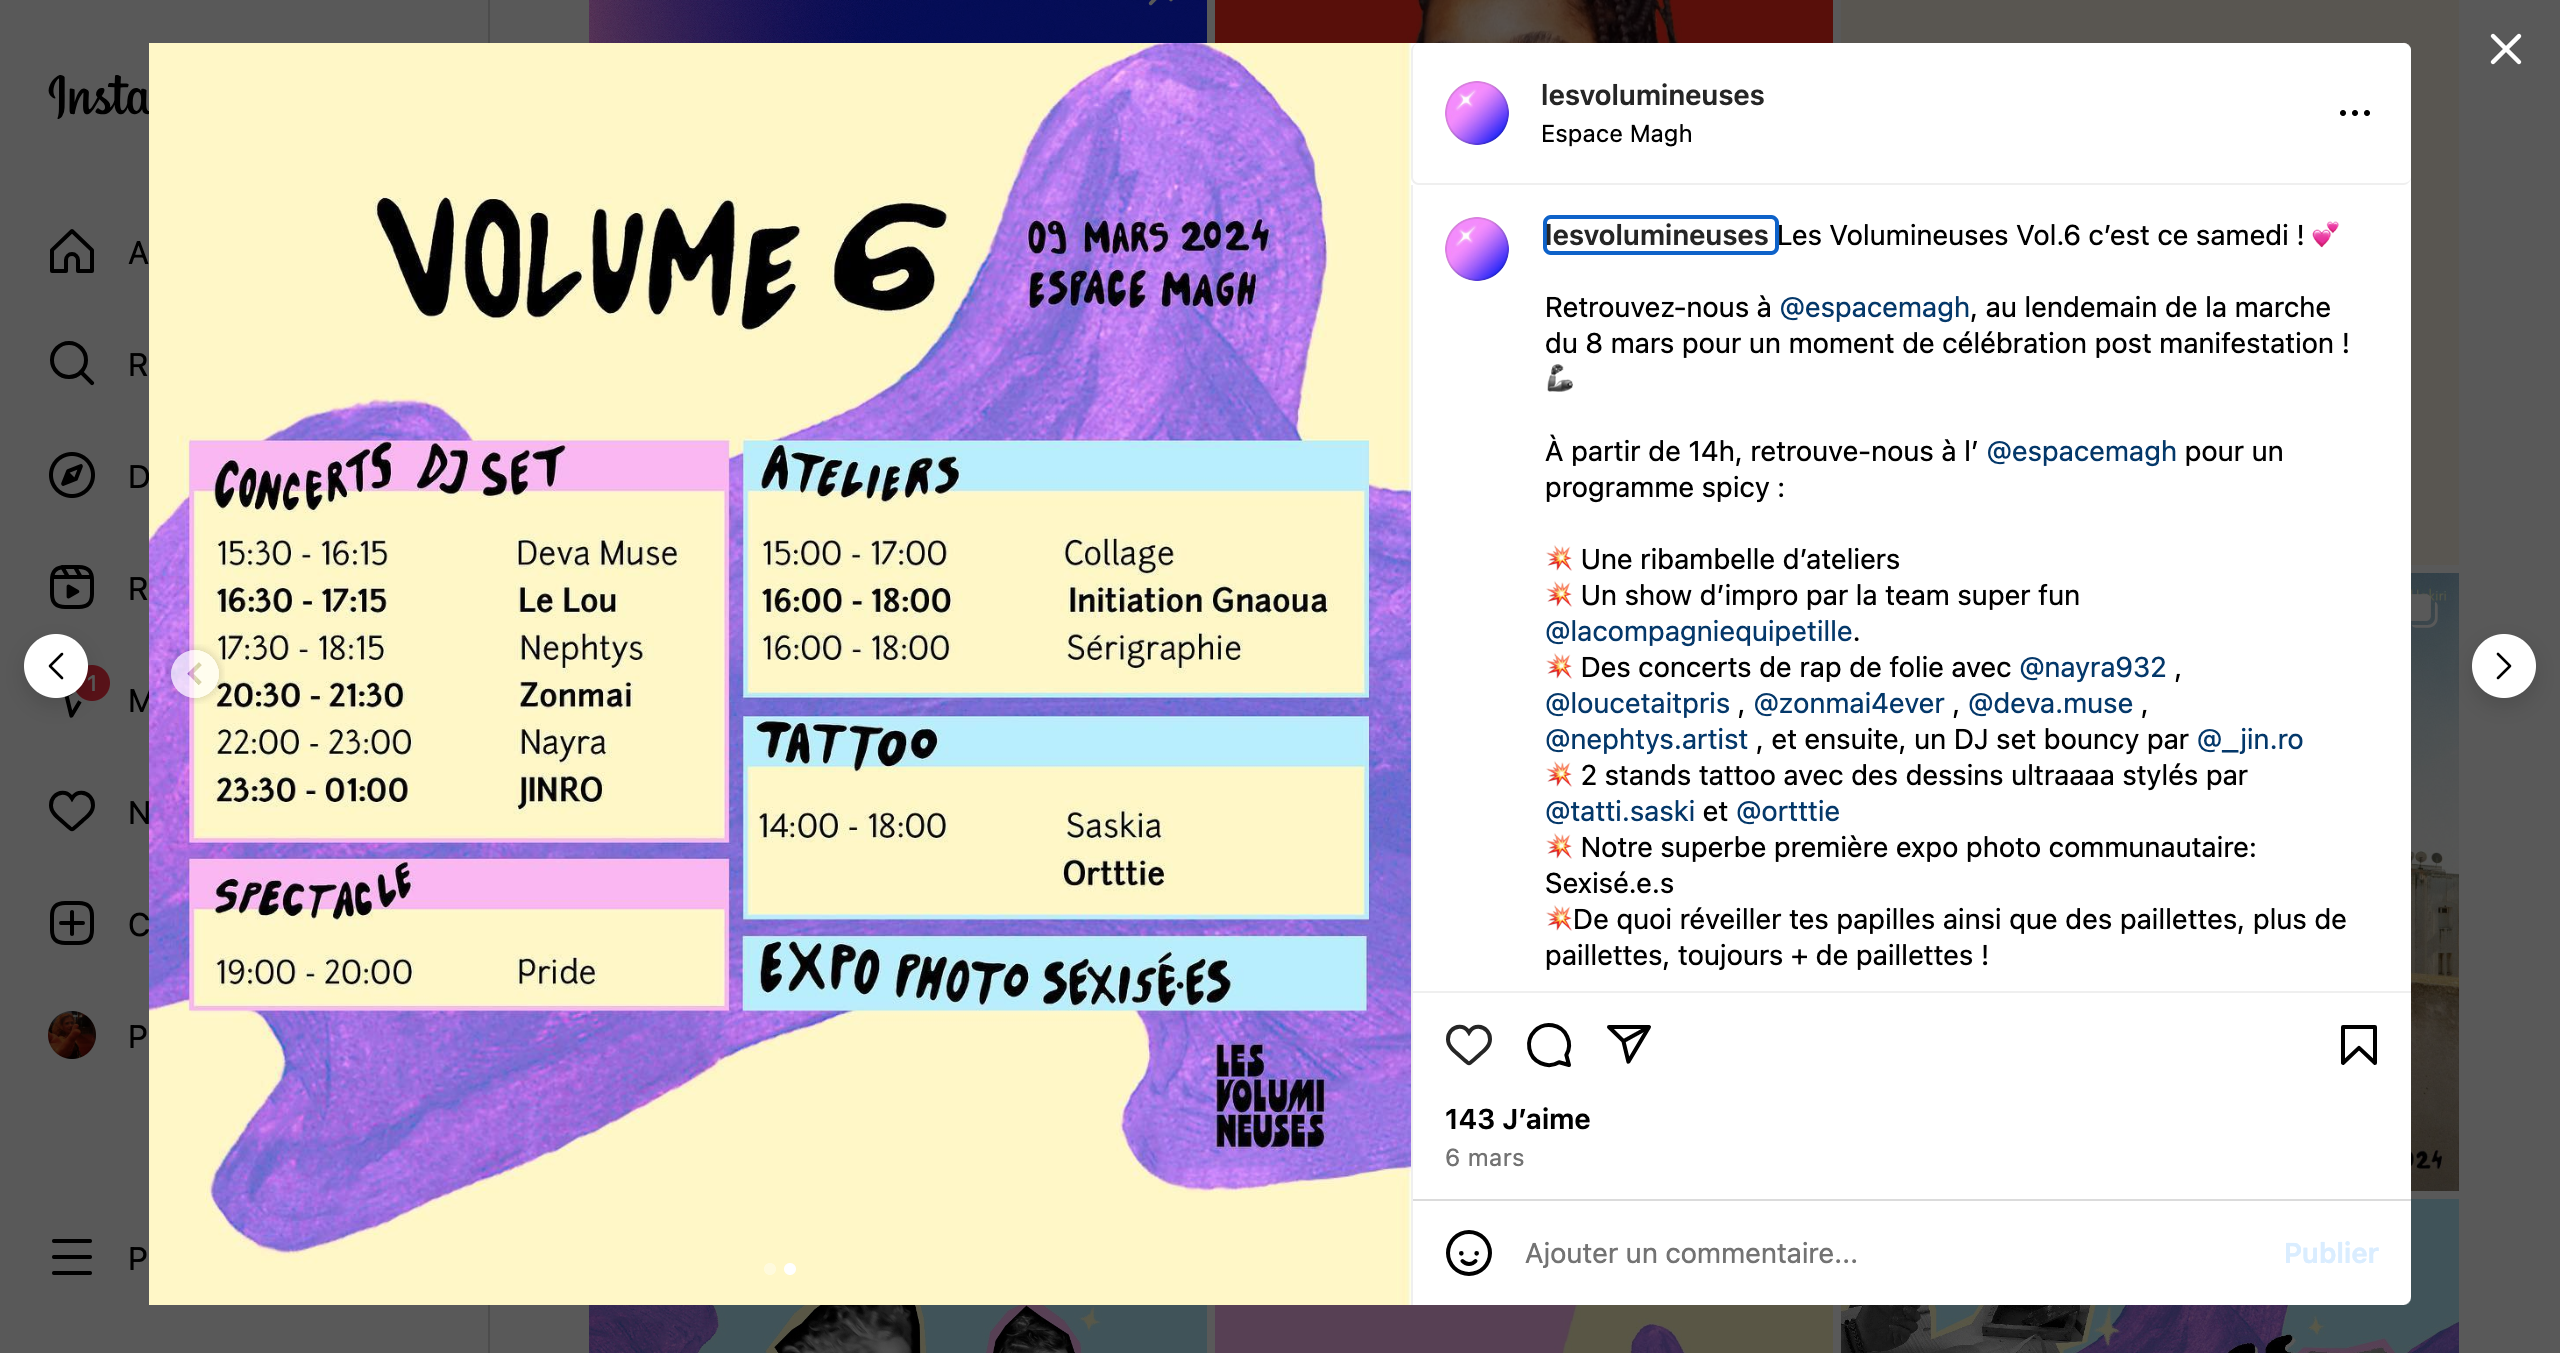 Insta
A
R
D
R
1
M
N
C
P
P
VOLUME 6
09 MARS 2024
ESPACE MAGH
CONCERTS DJ SET
15:30 - 16:15 Deva Muse
16:30 - 17:15 Le Lou
17:30 - 18:15 Nephtys
20:30 - 21:30 Zonmai
22:00 - 23:00 Nayra
23:30 - 01:00 JINRO
SPECTACLE
19:00 - 20:00 Pride
ATELIERS
15:00 - 17:00 Collage
16:00 - 18:00 Initiation Gnaoua
16:00 - 18:00 Sérigraphie
TATTOO
14:00 - 18:00 Saskia
Ortttie
EXPO PHOTO SEXISÉ·ES
LES
VOLUMI
NEUSES
lesvolumineuses
Espace Magh
lesvolumineuses Les Volumineuses Vol.6 c’est ce samedi ! 💕
Retrouvez-nous à @espacemagh, au lendemain de la marche
du 8 mars pour un moment de célébration post manifestation !
💪🏿
À partir de 14h, retrouve-nous à l’ @espacemagh pour un
programme spicy :
💥 Une ribambelle d’ateliers
💥 Un show d’impro par la team super fun
@lacompagniequipetille.
💥 Des concerts de rap de folie avec @nayra932 ,
@loucetaitpris , @zonmai4ever , @deva.muse ,
@nephtys.artist , et ensuite, un DJ set bouncy par @_jin.ro
💥 2 stands tattoo avec des dessins ultraaaa stylés par
@tatti.saski et @ortttie
💥 Notre superbe première expo photo communautaire:
Sexisé.e.s
💥De quoi réveiller tes papilles ainsi que des paillettes, plus de
paillettes, toujours + de paillettes !
143 J’aime
6 mars
Ajouter un commentaire...
Publier